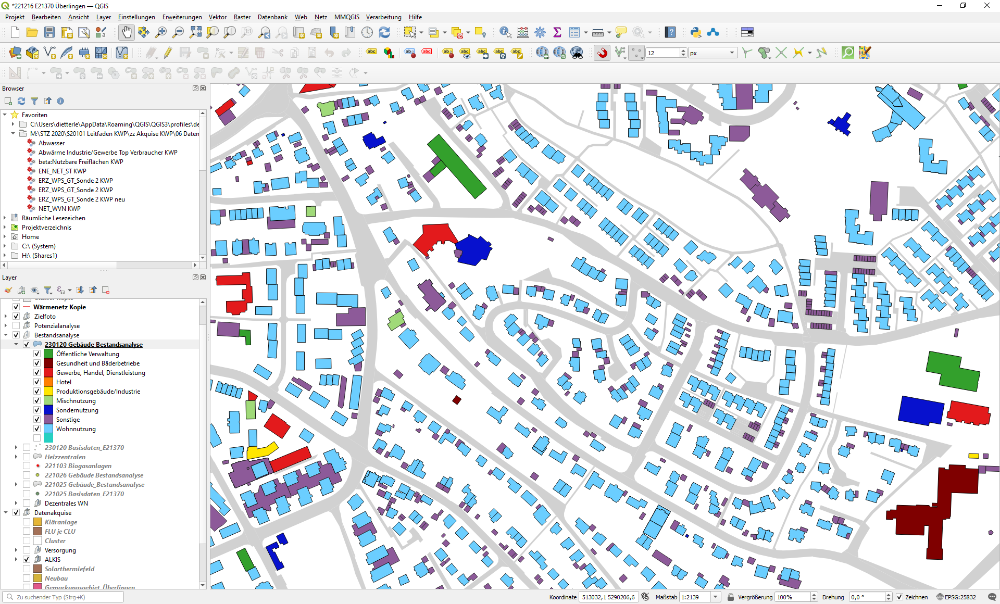 *221216 E21370 Überlingen — QGIS
Projekt Bearbeiten Ansicht Layer Einstellungen Erweiterungen Vektor Raster Datenbank Web Netz MMQGIS Verarbeitung Hilfe
12 px
Browser
Favoriten
C:\Users\dietterle\AppData\Roaming\QGIS\QGIS3\profiles\de
M:\STZ 2020\S20101 Leitfaden KWP\zz Akquise KWP\06 Daten
Abwasser
Abwärme Industrie/Gewerbe Top Verbraucher KWP
beta:Nutzbare Freiflächen KWP
ENE_NET_ST KWP
ERZ_WPS_GT_Sonde 2 KWP
ERZ_WPS_GT_Sonde 2 KWP
ERZ_WPS_GT_Sonde 2 KWP neu
NET_WVN KWP
Räumliche Lesezeichen
Projektverzeichnis
Home
C:\ (System)
H:\ (Shares1)
Layer
Cluster Kopie
Wärmenetz Kopie
Zielfoto
Potenzialanalyse
Bestandsanalyse
230120 Gebäude Bestandsanalyse
Öffentliche Verwaltung
Gesundheit und Bäderbetriebe
Gewerbe, Handel, Dienstleistung
Hotel
Produktionsgebäude/Industrie
Mischnutzung
Sondernutzung
Sonstige
Wohnnutzung
230120 Basisdaten_E21370
Heizzentralen
221103 Biogasanlagen
221026 Gebäude Bestandsanalyse
221025 Gebäude_Bestandsanalyse
221025 Basisdaten_E21370
Dezentrales WN
Datenakquise
Kläranlage
FLU je CLU
Cluster
Versorgung
ALKIS
Solarthermiefeld
Neubau
Gemarkungsgebiet_Überlingen
Zu suchender Typ (Strg+K)
Koordinate 513032,1 5290206,6 Maßstab 1:2139 Vergrößerung 100% Drehung 0,0 ° Zeichnen EPSG:25832